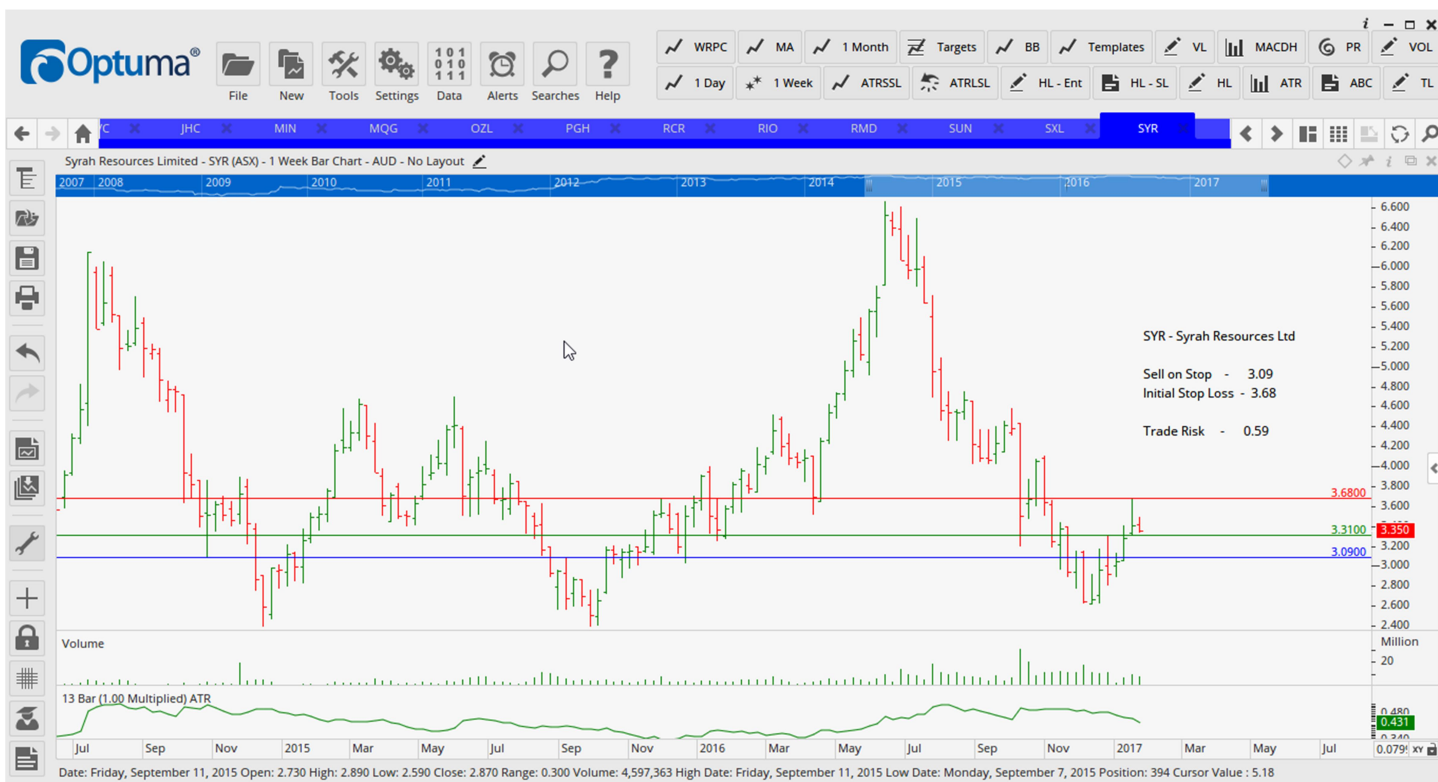 i
Optuma®
File New Tools Settings Data Alerts Searches Help
101
010
111
WRPC MA 1 Month Targets BB Templates VL MACDH PR VOL
1 Day 1 Week ATRSSL ATRLSL HL - Ent HL - SL HL ATR ABC TL
JHC MIN MQG OZL PGH RCR RIO RMD SUN SXL SYR
Syrah Resources Limited - SYR (ASX) - 1 Week Bar Chart - AUD - No Layout
2007 2008 2009 2010 2011 2012 2013 2014 2015 2016 2017
6.600
6.400
6.200
6.000
5.800
5.600
5.400
SYR - Syrah Resources Ltd
5.200
5.000
Sell on Stop - 3.09
4.800
Initial Stop Loss - 3.68
4.600
Trade Risk - 0.59
4.400
4.200
4.000
3.800
3.6800
3.600
3.3100
3.350
3.200
3.0900
3.000
2.800
2.600
2.400
Volume
Million
20
13 Bar (1.00 Multiplied) ATR
0.480
0.431
0.340
Jul Sep Nov 2015 Mar May Jul Sep Nov 2016 Mar May Jul Sep Nov 2017 Mar May Jul
XY
Date: Friday, September 11, 2015 Open: 2.730 High: 2.890 Low: 2.590 Close: 2.870 Range: 0.300 Volume: 4,597,363 High Date: Friday, September 11, 2015 Low Date: Monday, September 7, 2015 Position: 394 Cursor Value : 5.18